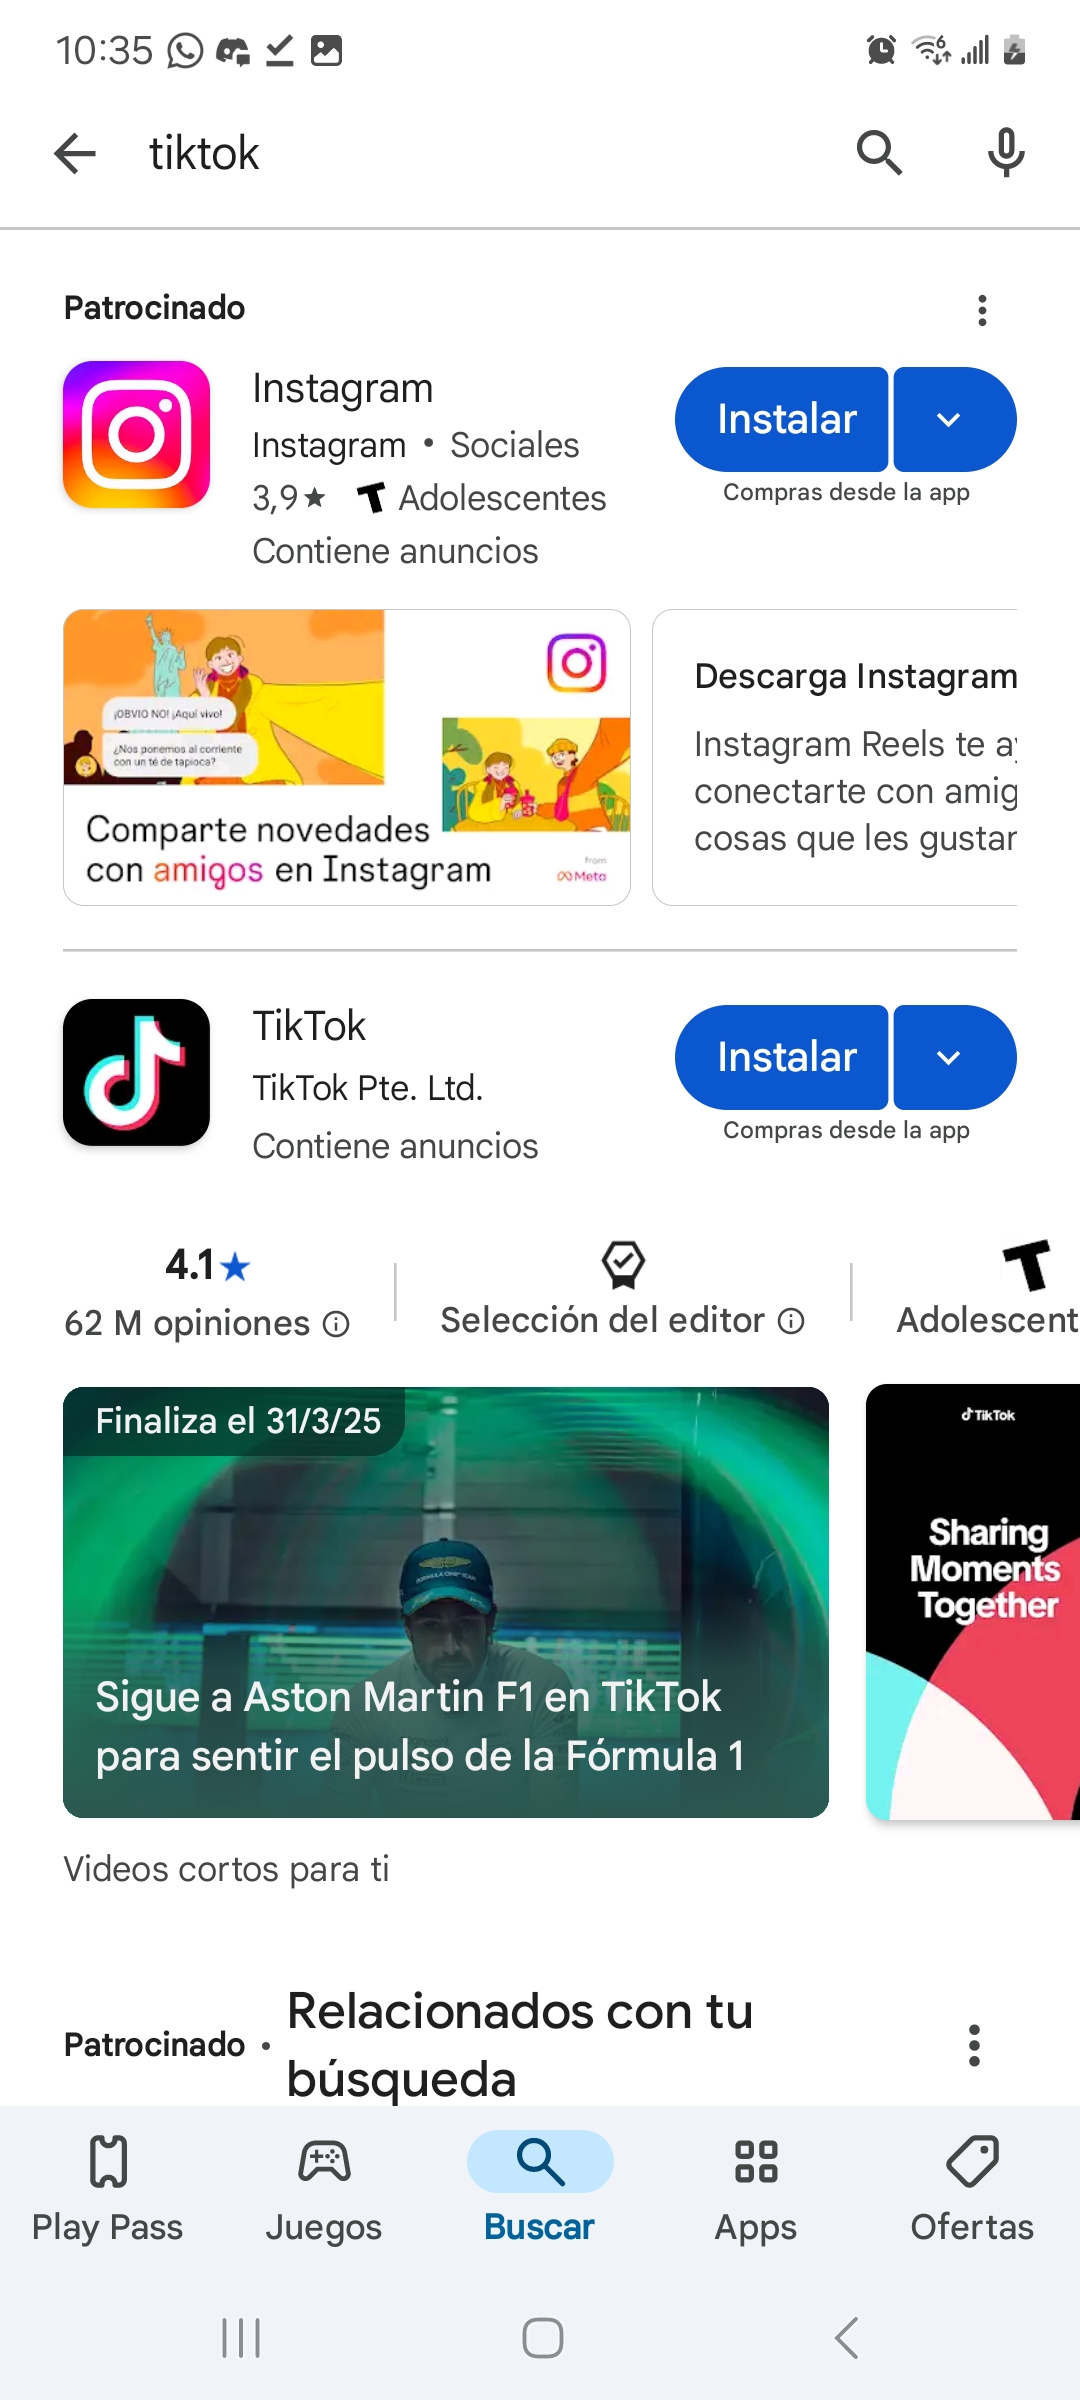 10:35
tiktok
Patrocinado
Instagram
Instagram • Sociales
3,9★ Adolescentes
Contiene anuncios
Instalar
Compras desde la app
¡OBVIO NO! ¡Aquí vivo!
¿Nos ponemos al corriente
con un té de tapioca?
Comparte novedades
con amigos en Instagram
from
Meta
Descarga Instagram
Instagram Reels te ay
conectarte con amig
cosas que les gustar
TikTok
TikTok Pte. Ltd.
Contiene anuncios
Instalar
Compras desde la app
4.1★
62 M opiniones
Selección del editor
Adolescent
Finaliza el 31/3/25
FORMULA ONE TEAM
Sigue a Aston Martin F1 en TikTok
para sentir el pulso de la Fórmula 1
TikTok
Sharing
Moments
Together
Videos cortos para ti
Patrocinado •
Relacionados con tu
búsqueda
Play Pass
Juegos
Buscar
Apps
Ofertas